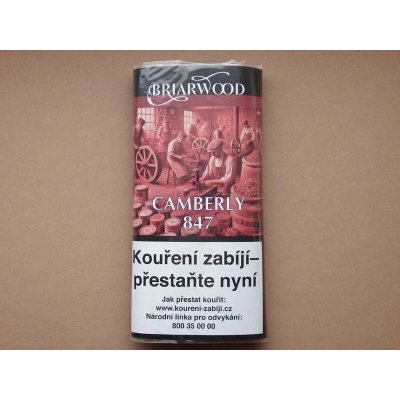 BRIARWOOD
CAMBERLY
847
Kouření zabíjí–
přestaňte nyní
Jak přestat kouřit:
www.koureni-zabiji.cz
Národní linka pro odvykání:
800 35 00 00